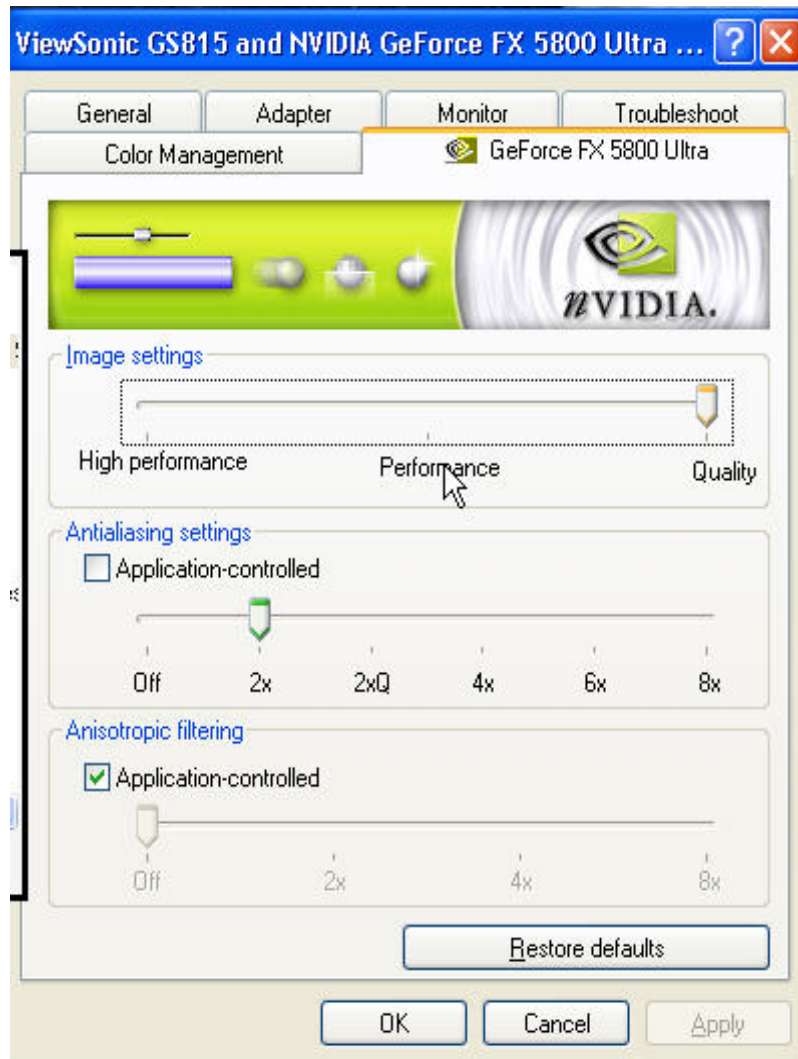 ViewSonic GS815 and NVIDIA GeForce FX 5800 Ultra ...
General Adapter Monitor Troubleshoot
Color Management GeForce FX 5800 Ultra
nVIDIA.
Image settings
High performance Performance Quality
Antialiasing settings
Application-controlled
Off 2x 2xQ 4x 6x 8x
Anisotropic filtering
Application-controlled
Off 2x 4x 8x
Restore defaults
OK Cancel Apply